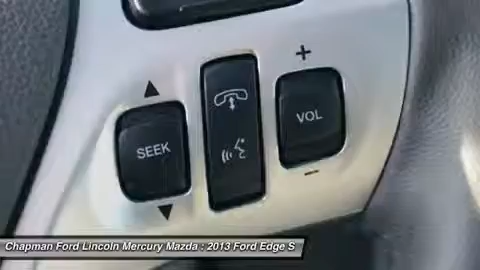 +
SEEK
VOL
−
Chapman Ford Lincoln Mercury Mazda : 2013 Ford Edge S